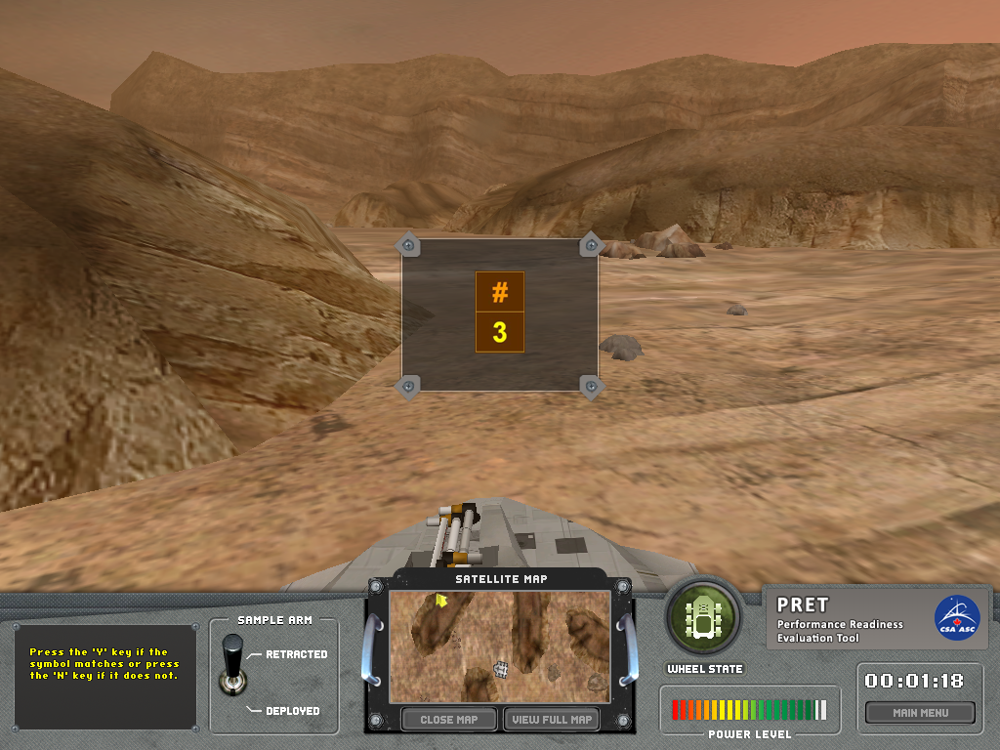 #
3
SATELLITE MAP
PRET
Performance Readiness
Evaluation Tool
CSA ASC
Press the 'Y' key if the
symbol matches or press
the 'N' key if it does not.
SAMPLE ARM
RETRACTED
DEPLOYED
CLOSE MAP
VIEW FULL MAP
WHEEL STATE
POWER LEVEL
00:01:18
MAIN MENU